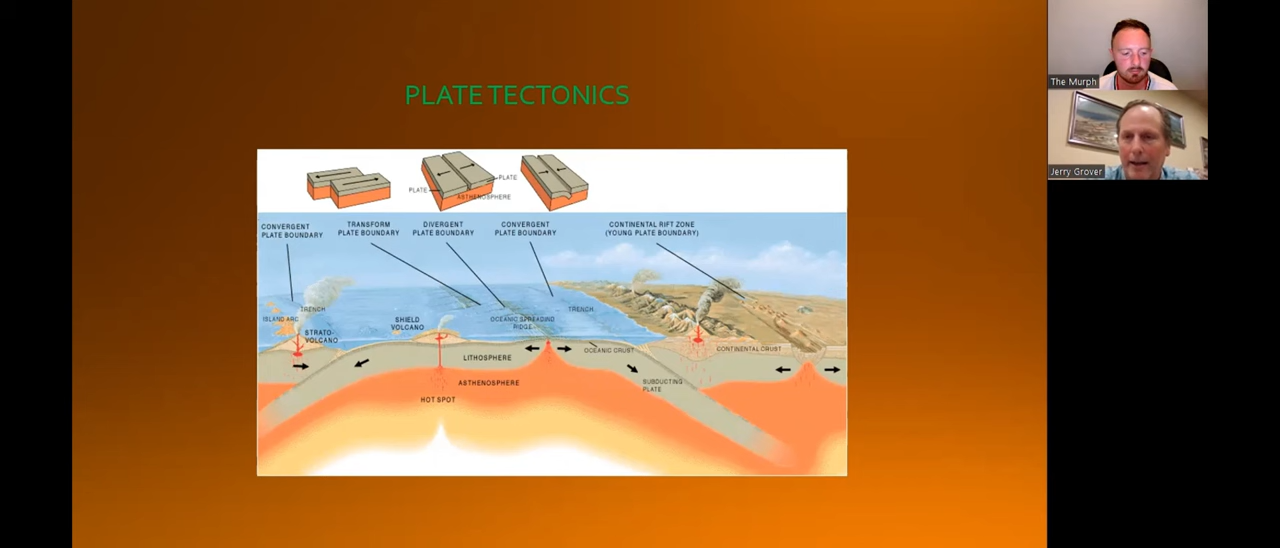 PLATE TECTONICS
PLATE
PLATE
ASTHENOSPHERE
CONVERGENT
PLATE BOUNDARY
TRANSFORM
PLATE BOUNDARY
DIVERGENT
PLATE BOUNDARY
CONVERGENT
PLATE BOUNDARY
CONTINENTAL RIFT ZONE
(YOUNG PLATE BOUNDARY)
TRENCH
ISLAND ARC
STRATO-
VOLCANO
SHIELD
VOLCANO
OCEANIC SPREADING
RIDGE
TRENCH
LITHOSPHERE
OCEANIC CRUST
CONTINENTAL CRUST
ASTHENOSPHERE
SUBDUCTING
PLATE
HOT SPOT
The Murph
Jerry Grover